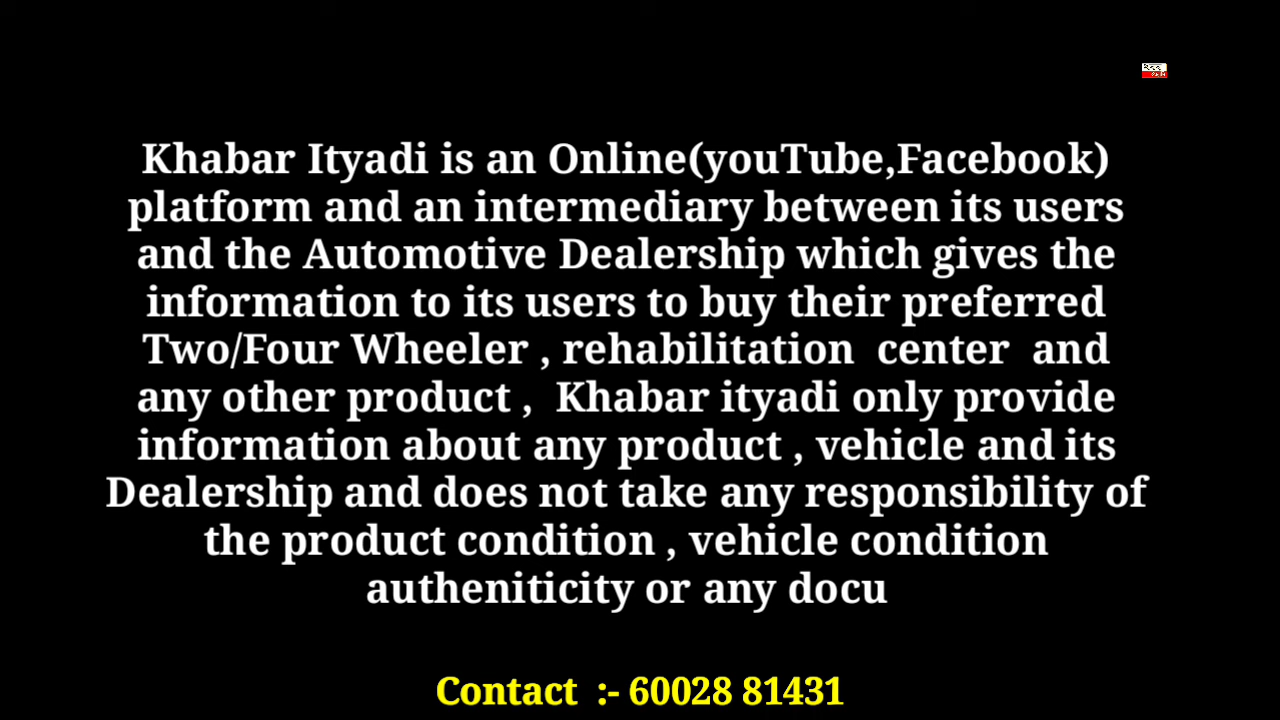 Khabar Ityadi is an Online(youTube,Facebook)
platform and an intermediary between its users
and the Automotive Dealership which gives the
information to its users to buy their preferred
Two/Four Wheeler , rehabilitation center and
any other product , Khabar ityadi only provide
information about any product , vehicle and its
Dealership and does not take any responsibility of
the product condition , vehicle condition
autheniticity or any docu
Contact :- 60028 81431